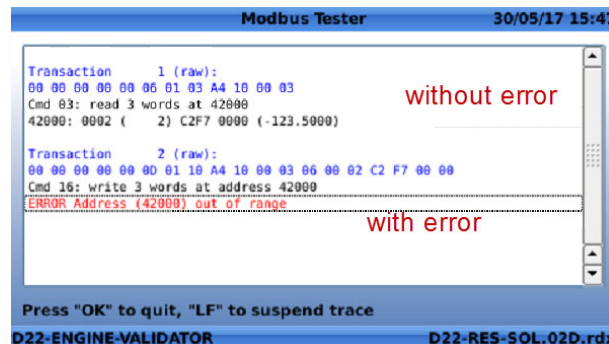 Modbus Tester 30/05/17 15:47
Transaction 1 (raw):
00 00 00 00 00 06 01 03 A4 10 00 03
Cmd 03: read 3 words at 42000
42000: 0002 ( 2) C2F7 0000 (-123.5000)
without error
Transaction 2 (raw):
00 00 00 00 00 0D 01 10 A4 10 00 03 06 00 02 C2 F7 00 00
Cmd 16: write 3 words at address 42000
ERROR Address (42000) out of range
with error
Press "OK" to quit, "LF" to suspend trace
D22-ENGINE-VALIDATOR D22-RES-SOL.02D.rd